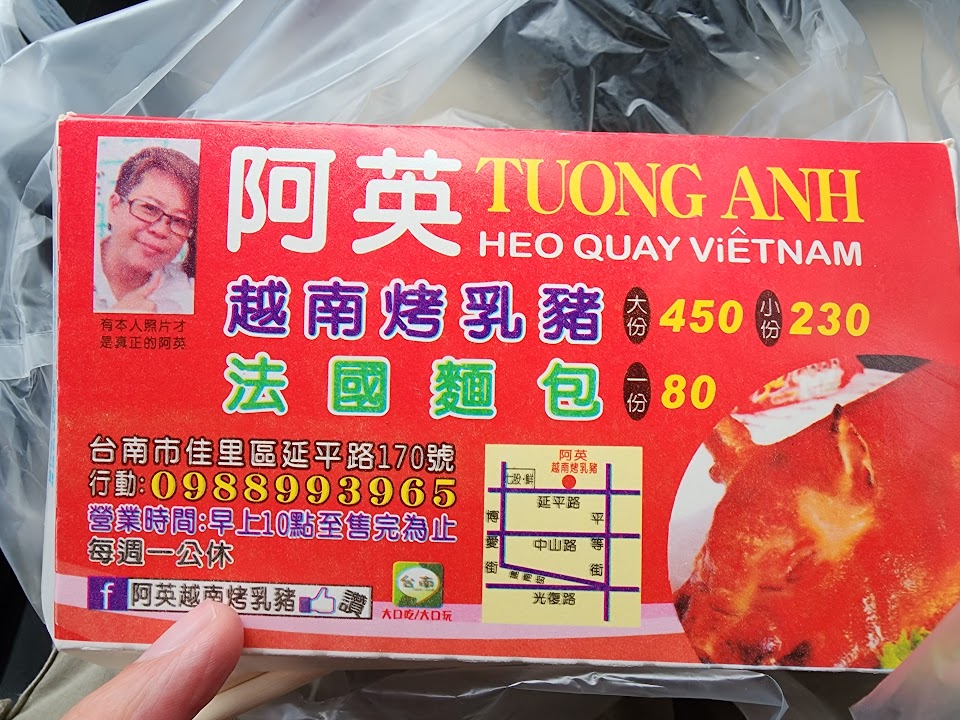 阿英 TUONG ANH
HEO QUAY ViÊTNAM
有本人照片才
是真正的阿英
越南烤乳豬 大份 450 小份 230
法國麵包 一份 80
台南市佳里區延平路170號
行動:0988993965
營業時間:早上10點至售完為止
每週一公休
f 阿英越南烤乳豬 讚
台南
大口吃/大口玩
阿英
越南烤乳豬
延平路
中山路
平等街
光復路